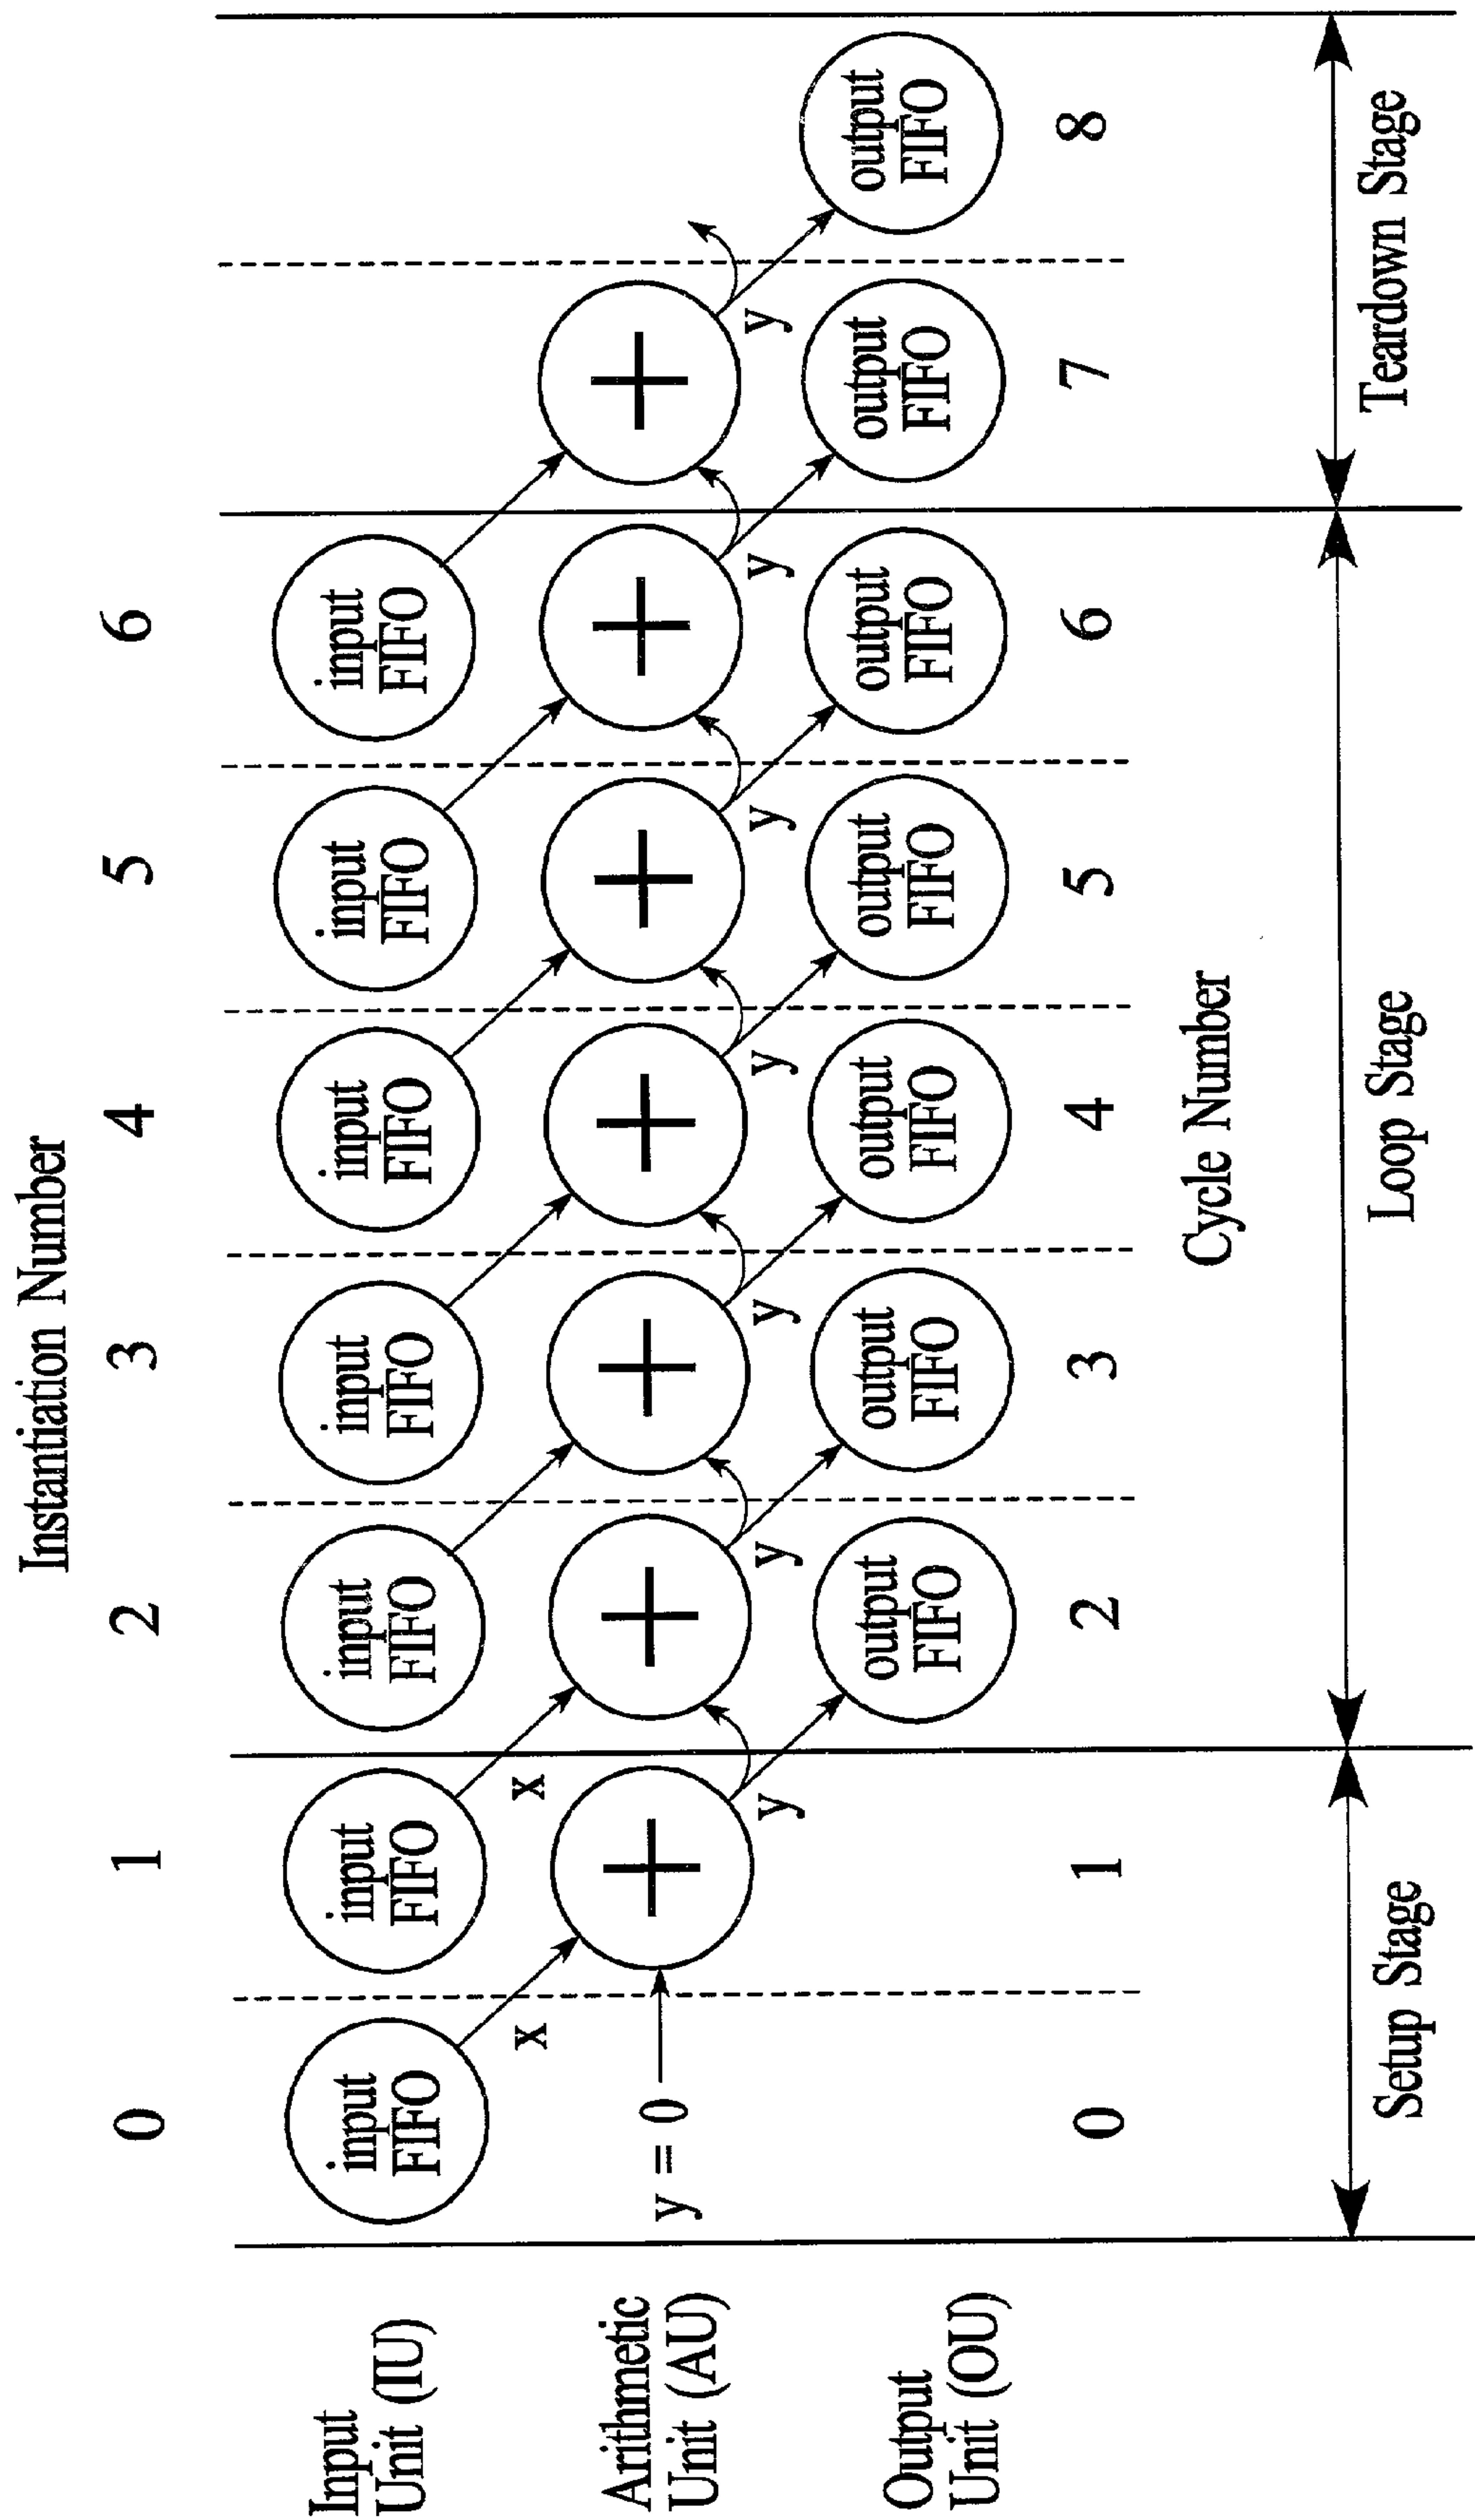 Instantiation Number
0 1 2 3 4 5 6
Input
Unit (IU)
input
FIFO
input
FIFO
input
FIFO
input
FIFO
input
FIFO
input
FIFO
input
FIFO
x
x
Arithmetic
Unit (AU)
y = 0
+ + + + + + +
y y y y y y y
Output
Unit (OU)
output
FIFO
output
FIFO
output
FIFO
output
FIFO
output
FIFO
output
FIFO
output
FIFO
0 1 2 3 4 5 6 7 8
Cycle Number
Setup Stage
Loop Stage
Teardown Stage